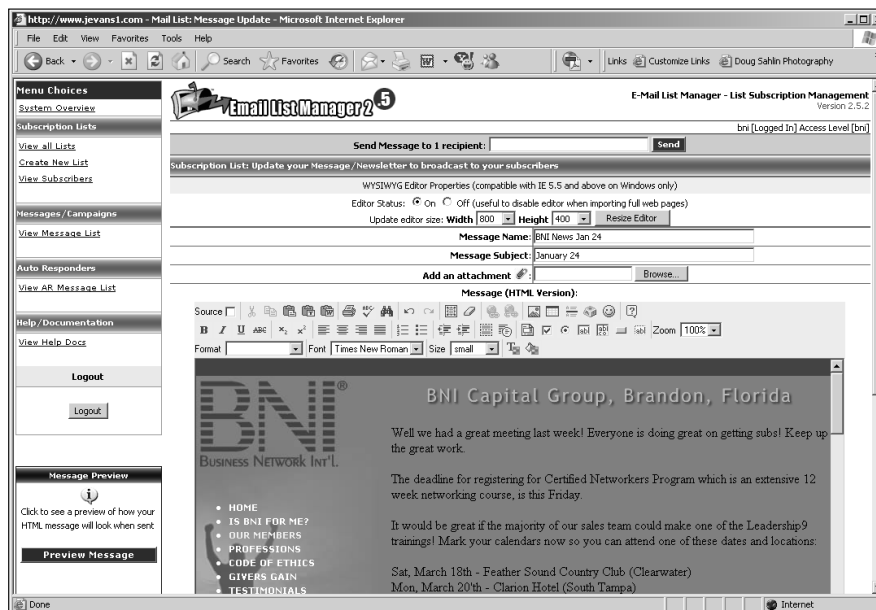 http://www.jevans1.com - Mail List: Message Update - Microsoft Internet Explorer
File Edit View Favorites Tools Help
Back Search Favorites Links Customize Links Doug Sahlin Photography
Menu Choices
System Overview
Subscription Lists
View all Lists
Create New List
View Subscribers
Messages/Campaigns
View Message List
Auto Responders
View AR Message List
Help/Documentation
View Help Docs
Logout
Logout
Message Preview
Click to see a preview of how your
HTML message will look when sent
Preview Message
Email List Manager 2.5
E-Mail List Manager - List Subscription Management
Version 2.5.2
bni [Logged In] Access Level [bni]
Send Message to 1 recipient: Send
Subscription List: Update your Message/Newsletter to broadcast to your subscribers
WYSIWYG Editor Properties (compatible with IE 5.5 and above on Windows only)
Editor Status: On Off (useful to disable editor when importing full web pages)
Update editor size: Width 800 Height 400 Resize Editor
Message Name: BNI News Jan 24
Message Subject: January 24
Add an attachment : Browse...
Message (HTML Version):
Source
B I U ABC Zoom 100%
Format Font Times New Roman Size small
BNI®
BUSINESS NETWORK INT'L.
HOME
IS BNI FOR ME?
OUR MEMBERS
PROFESSIONS
CODE OF ETHICS
GIVERS GAIN
TESTIMONIALS
BNI Capital Group, Brandon, Florida
Well we had a great meeting last week! Everyone is doing great on getting subs! Keep up
the great work.
The deadline for registering for Certified Networkers Program which is an extensive 12
week networking course, is this Friday.
It would be great if the majority of our sales team could make one of the Leadership9
trainings! Mark your calendars now so you can attend one of these dates and locations:
Sat, March 18th - Feather Sound Country Club (Clearwater)
Mon, March 20'th - Clarion Hotel (South Tampa)
Done Internet